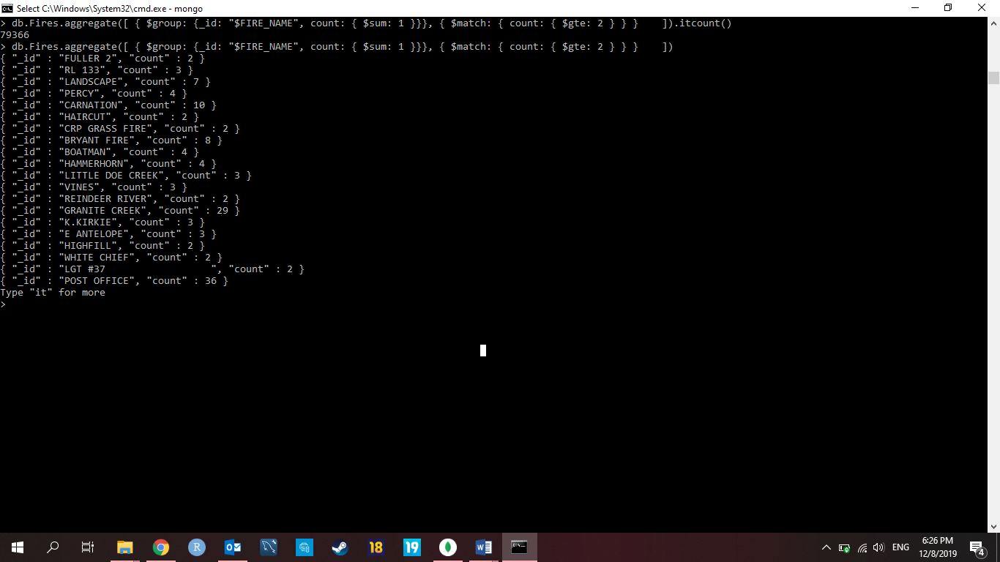 Select C:\Windows\System32\cmd.exe - mongo
> db.Fires.aggregate([ { $group: {_id: "$FIRE_NAME", count: { $sum: 1 }}}, { $match: { count: { $gte: 2 } } }    ]).itcount()
79366
> db.Fires.aggregate([ { $group: {_id: "$FIRE_NAME", count: { $sum: 1 }}}, { $match: { count: { $gte: 2 } } }    ])
{ "_id" : "FULLER 2", "count" : 2 }
{ "_id" : "RL 133", "count" : 3 }
{ "_id" : "LANDSCAPE", "count" : 7 }
{ "_id" : "PERCY", "count" : 4 }
{ "_id" : "CARNATION", "count" : 10 }
{ "_id" : "HAIRCUT", "count" : 2 }
{ "_id" : "CRP GRASS FIRE", "count" : 2 }
{ "_id" : "BRYANT FIRE", "count" : 8 }
{ "_id" : "BOATMAN", "count" : 4 }
{ "_id" : "HAMMERHORN", "count" : 4 }
{ "_id" : "LITTLE DOE CREEK", "count" : 3 }
{ "_id" : "VINES", "count" : 3 }
{ "_id" : "REINDEER RIVER", "count" : 2 }
{ "_id" : "GRANITE CREEK", "count" : 29 }
{ "_id" : "K.KIRKIE", "count" : 3 }
{ "_id" : "E ANTELOPE", "count" : 3 }
{ "_id" : "HIGHFILL", "count" : 2 }
{ "_id" : "WHITE CHIEF", "count" : 2 }
{ "_id" : "LGT #37                  ", "count" : 2 }
{ "_id" : "POST OFFICE", "count" : 36 }
Type "it" for more
>
R
18
19
ENG
6:26 PM
12/8/2019
4